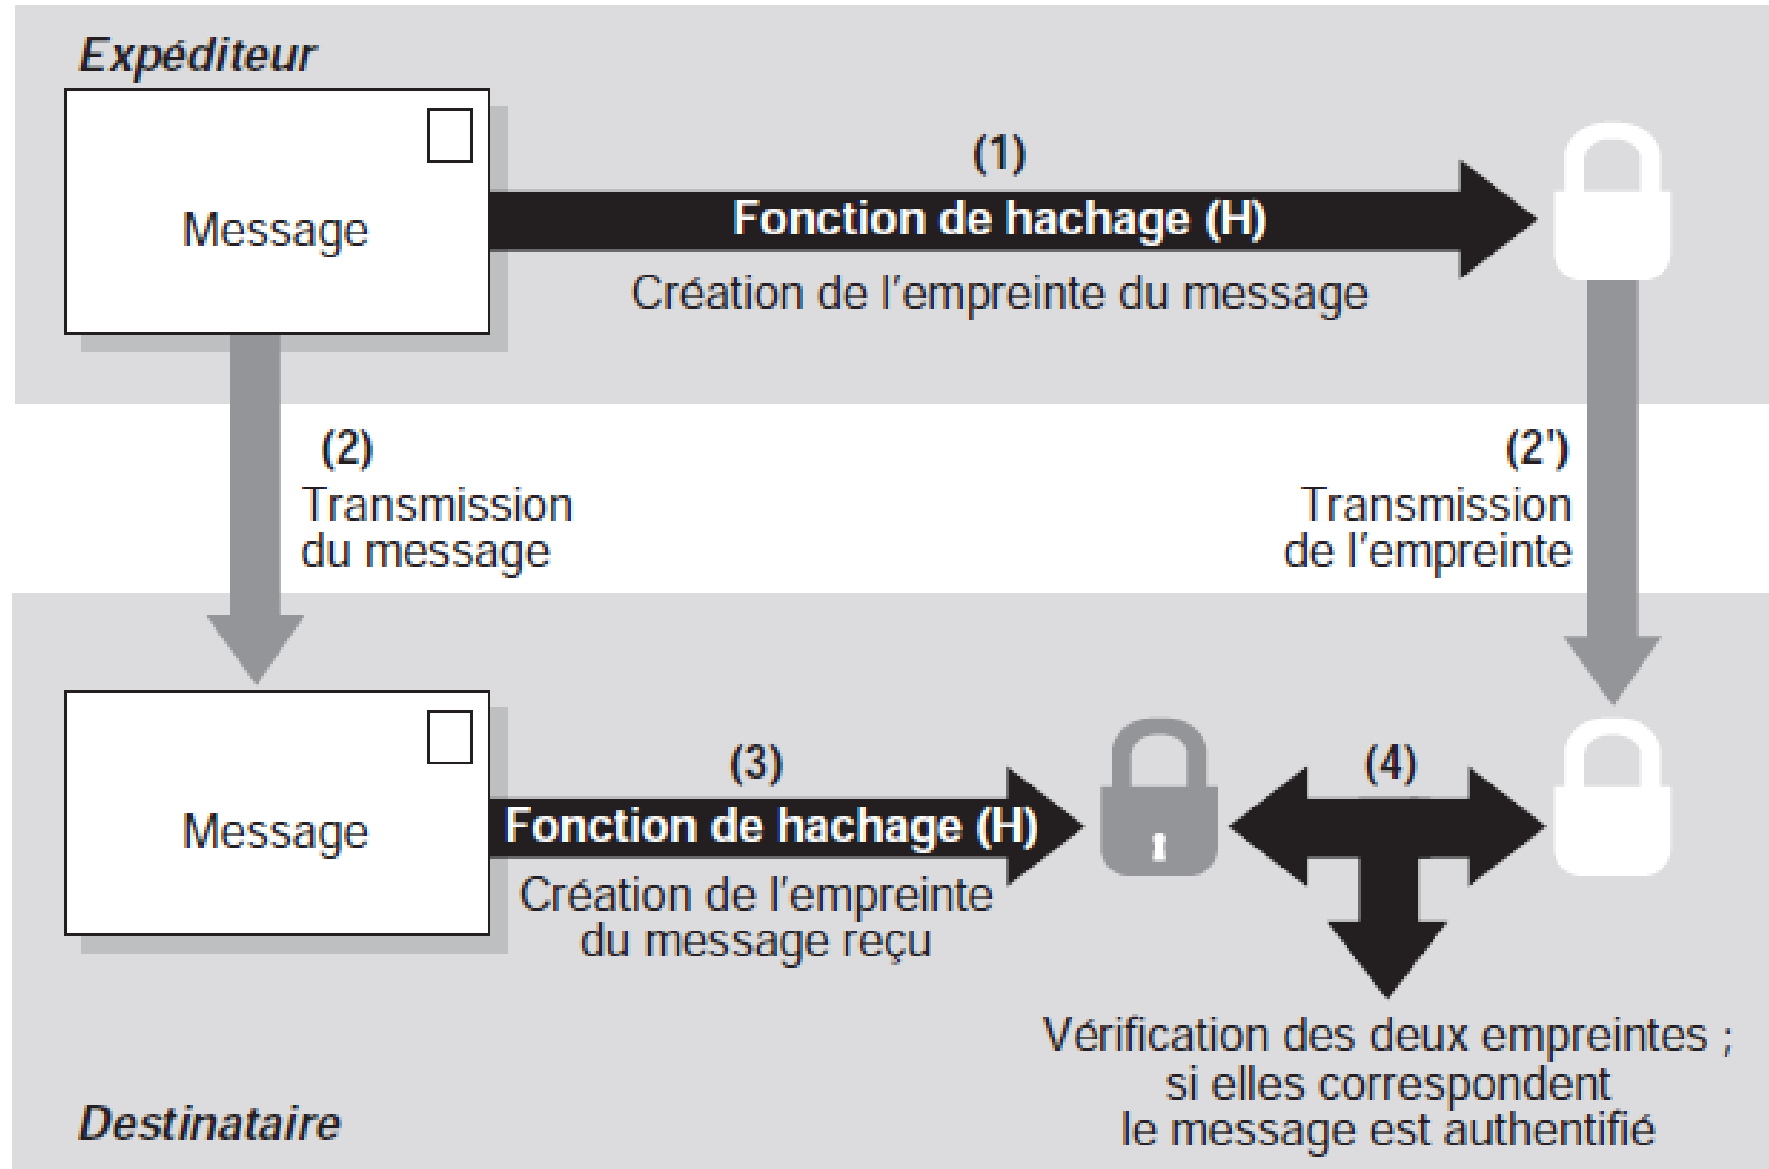 Expéditeur
Message
(1)
Fonction de hachage (H)
Création de l'empreinte du message
(2)
Transmission
du message
(2')
Transmission
de l'empreinte
Message
(3)
Fonction de hachage (H)
Création de l'empreinte
du message reçu
(4)
Vérification des deux empreintes ;
si elles correspondent
le message est authentifié
Destinataire